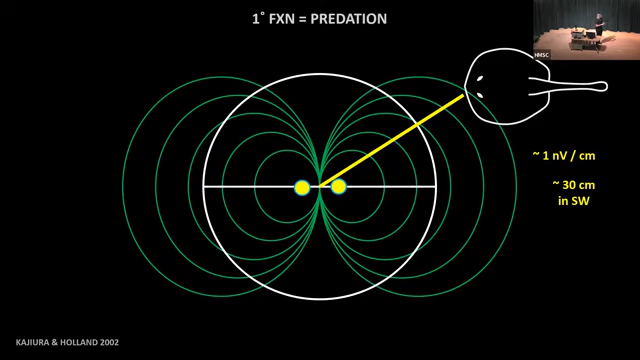 1˚ FXN = PREDATION
HMSC
~ 1 nV / cm
~ 30 cm
in SW
KAJIURA & HOLLAND 2002